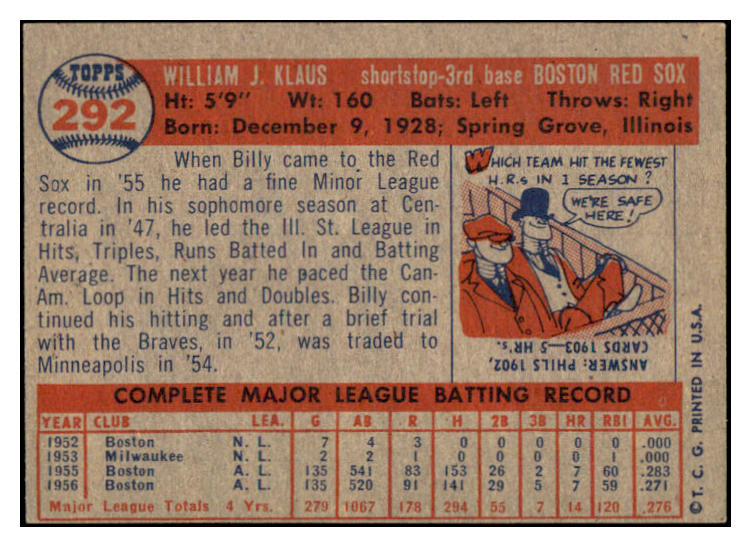 TOPPS
292
WILLIAM J. KLAUS shortstop-3rd base BOSTON RED SOX
Ht: 5'9" Wt: 160 Bats: Left Throws: Right
Born: December 9, 1928; Spring Grove, Illinois
When Billy came to the Red
Sox in '55 he had a fine Minor League
record. In his sophomore season at Cen-
tralia in '47, he led the Ill. St. League in
Hits, Triples, Runs Batted In and Batting
Average. The next year he paced the Can-
Am. Loop in Hits and Doubles. Billy con-
tinued his hitting and after a brief trial
with the Braves, in '52, was traded to
Minneapolis in '54.
WHICH TEAM HIT THE FEWEST
H.R.s IN 1 SEASON?
WE'RE SAFE
HERE!
ANSWER: PHILS 1902,
CARDS 1903—5 HR's.
COMPLETE MAJOR LEAGUE BATTING RECORD
YEAR CLUB LEA. G AB R H 2B 3B HR RBI AVG.
1952 Boston N. L. 7 4 3 0 0 0 0 0 .000
1953 Milwaukee N. L. 2 2 1 0 0 0 0 1 .000
1955 Boston A. L. 135 541 83 153 26 2 7 60 .283
1956 Boston A. L. 135 520 91 141 29 5 7 59 .271
Major League Totals 4 Yrs. 279 1067 178 294 55 7 14 120 .276
© T. C. G. PRINTED IN U.S.A.